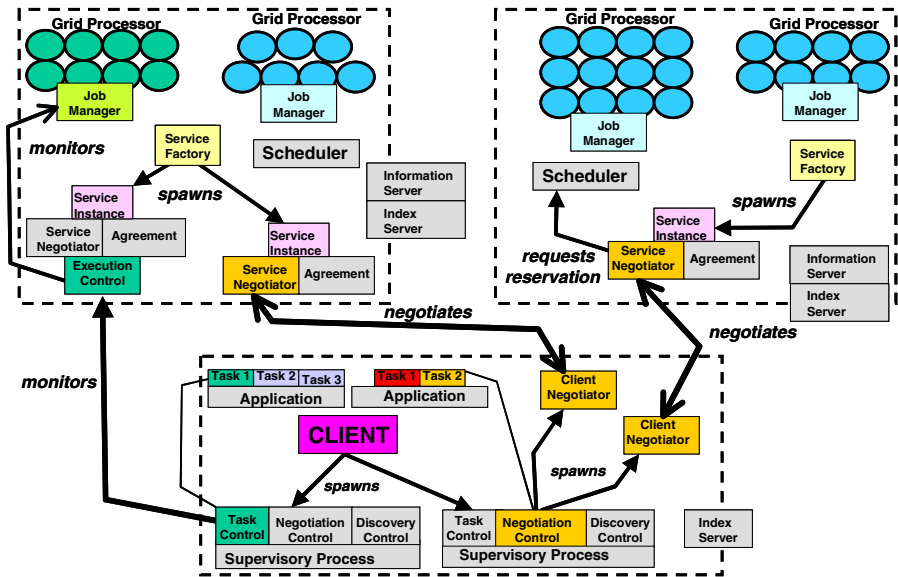 Grid Processor
Grid Processor
Job
Manager
Job
Manager
monitors
Service
Factory
Scheduler
spawns
Information
Server
Index
Server
Service
Instance
Service
Negotiator
Agreement
Execution
Control
Service
Instance
Service
Negotiator
Agreement
Grid Processor
Grid Processor
Job
Manager
Job
Manager
Scheduler
Service
Factory
spawns
Service
Instance
requests
reservation
Service
Negotiator
Agreement
Information
Server
Index
Server
negotiates
negotiates
monitors
Task 1
Task 2
Task 3
Application
Task 1
Task 2
Application
Client
Negotiator
Client
Negotiator
CLIENT
spawns
spawns
Task
Control
Negotiation
Control
Discovery
Control
Supervisory Process
Task
Control
Negotiation
Control
Discovery
Control
Supervisory Process
Index
Server